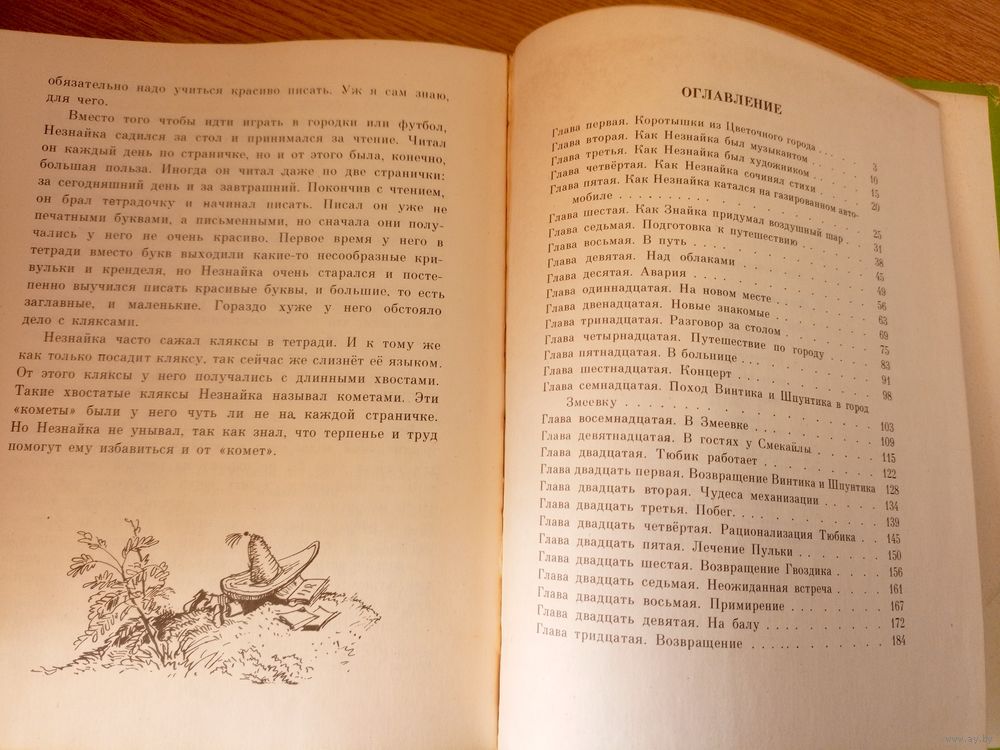 обязательно надо учиться красиво писать. Уж я сам знаю,
для чего.
Вместо того чтобы идти играть в городки или футбол,
Незнайка садился за стол и принимался за чтение. Читал
он каждый день по страничке, но и от этого была, конечно,
большая польза. Иногда он читал даже по две странички:
за сегодняшний день и за завтрашний. Покончив с чтением,
он брал тетрадочку и начинал писать. Писал он уже не
печатными буквами, а письменными, но сначала они полу-
чались у него не очень красиво. Первое время у него в
тетради вместо букв выходили какие-то несообразные кри-
вульки и кренделя, но Незнайка очень старался и посте-
пенно выучился писать красивые буквы, и большие, то есть
заглавные, и маленькие. Гораздо хуже у него обстояло
дело с кляксами.
Незнайка часто сажал кляксы в тетради. И к тому же
как только посадит кляксу, так сейчас же слизнёт её языком.
От этого кляксы у него получались с длинными хвостами.
Такие хвостатые кляксы Незнайка называл кометами. Эти
«кометы» были у него чуть ли не на каждой страничке.
Но Незнайка не унывал, так как знал, что терпенье и труд
помогут ему избавиться и от «комет».
ОГЛАВЛЕНИЕ
Глава первая. Коротышки из Цветочного города . . . 3
Глава вторая. Как Незнайка был музыкантом . . . . 10
Глава третья. Как Незнайка был художником . . . . 15
Глава четвёртая. Как Незнайка сочинял стихи . . . . 20
Глава пятая. Как Незнайка катался на газированном авто-
мобиле . . . . . . . . . . . . 25
Глава шестая. Как Знайка придумал воздушный шар . . 31
Глава седьмая. Подготовка к путешествию . . . . . 38
Глава восьмая. В путь . . . . . . . . . . 45
Глава девятая. Над облаками . . . . . . . . 49
Глава десятая. Авария . . . . . . . . . . 56
Глава одиннадцатая. На новом месте . . . . . . 63
Глава двенадцатая. Новые знакомые . . . . . . 69
Глава тринадцатая. Разговор за столом . . . . . 75
Глава четырнадцатая. Путешествие по городу . . . . 83
Глава пятнадцатая. В больнице . . . . . . . . 91
Глава шестнадцатая. Концерт . . . . . . . . 98
Глава семнадцатая. Поход Винтика и Шпунтика в город
Змеевку . . . . . . . . . . . . 103
Глава восемнадцатая. В Змеевке . . . . . . . 109
Глава девятнадцатая. В гостях у Смекайлы . . . . 115
Глава двадцатая. Тюбик работает . . . . . . . 122
Глава двадцать первая. Возвращение Винтика и Шпунтика 128
Глава двадцать вторая. Чудеса механизации . . . . 134
Глава двадцать третья. Побег. . . . . . . . . 139
Глава двадцать четвёртая. Рационализация Тюбика . . 145
Глава двадцать пятая. Лечение Пульки . . . . . . 150
Глава двадцать шестая. Возвращение Гвоздика . . . . 156
Глава двадцать седьмая. Неожиданная встреча . . . . 161
Глава двадцать восьмая. Примирение . . . . . . 167
Глава двадцать девятая. На балу . . . . . . . 172
Глава тридцатая. Возвращение . . . . . . . . 184
www.ay.by